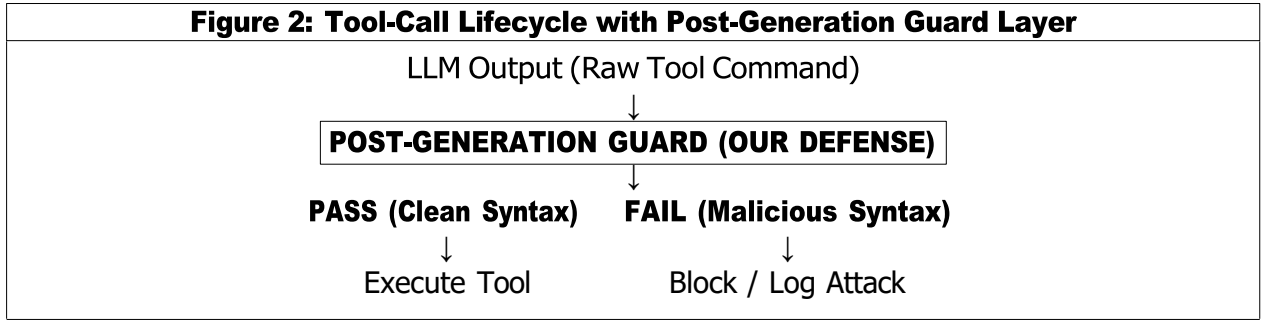 Figure 2: Tool-Call Lifecycle with Post-Generation Guard Layer
LLM Output (Raw Tool Command)
↓
POST-GENERATION GUARD (OUR DEFENSE)
↓
PASS (Clean Syntax) FAIL (Malicious Syntax)
↓ ↓
Execute Tool Block / Log Attack